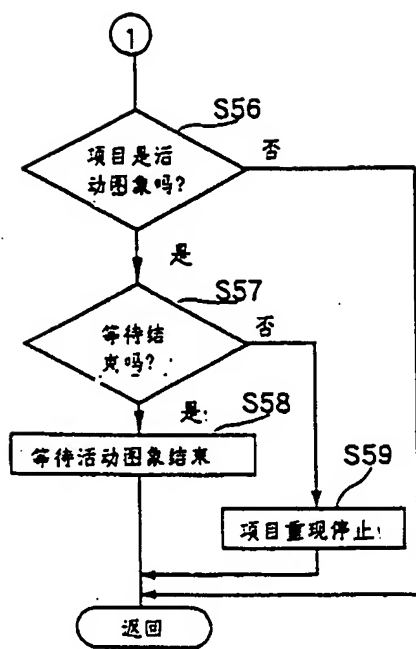 1
S56
项目是活
动图象吗?
否
是
S57
等待结
束吗?
否
是:
S58
等待活动图象结束
S59
项目重现停止:
返回